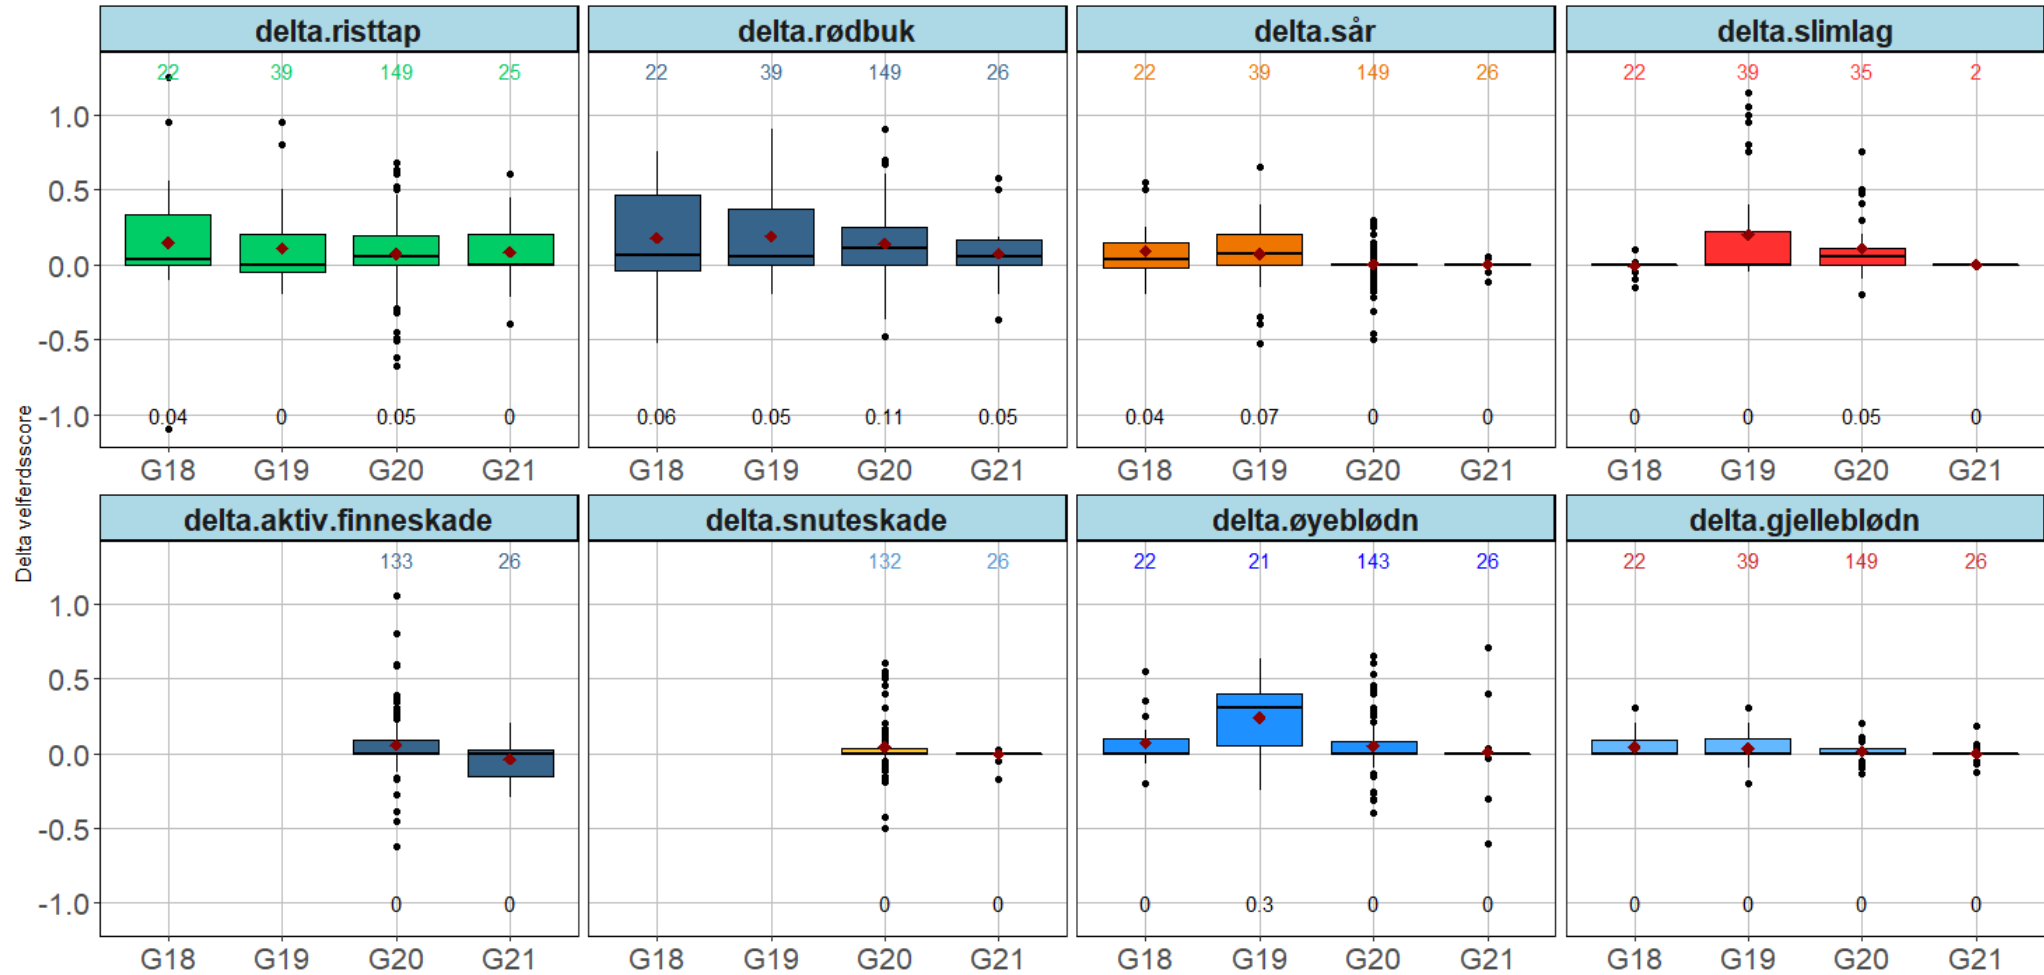 delta.risttap delta.rødbuk delta.sår delta.slimlag
22 39 149 25 22 39 149 26 22 39 149 26 22 39 35 2
1.0
0.5
0.0
-0.5
-1.0
0.04 0 0.05 0 0.06 0.05 0.11 0.05 0.04 0.07 0 0 0 0 0.05 0
G18 G19 G20 G21 G18 G19 G20 G21 G18 G19 G20 G21 G18 G19 G20 G21
Delta velferdsscore
delta.aktiv.finneskade delta.snuteskade delta.øyeblødn delta.gjelleblødn
133 26 132 26 22 21 143 26 22 39 149 26
1.0
0.5
0.0
-0.5
-1.0
0 0 0 0 0 0.3 0 0 0 0 0 0
G18 G19 G20 G21 G18 G19 G20 G21 G18 G19 G20 G21 G18 G19 G20 G21